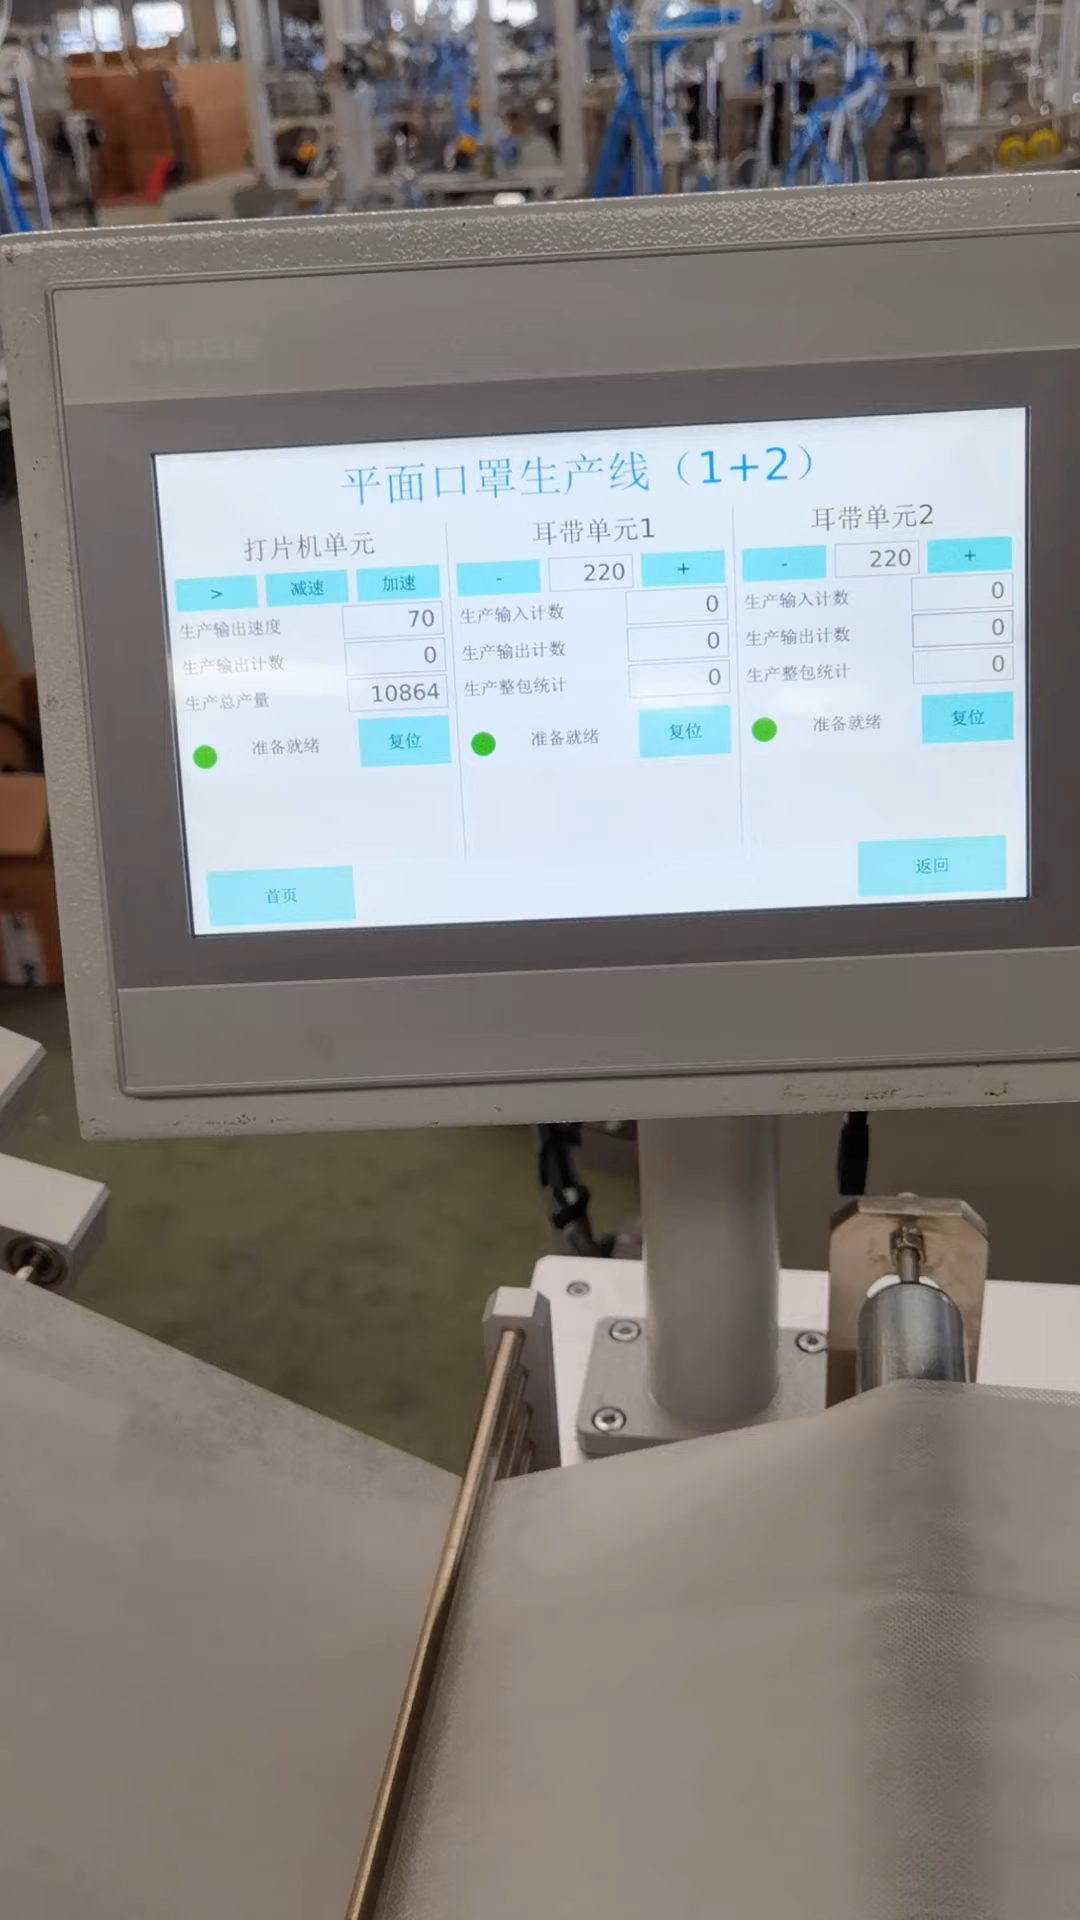 MCGS
平面口罩生产线（1+2）
打片机单元
> 减速 加速
生产输出速度 70
生产输出计数 0
生产总产量 10864
准备就绪 复位
耳带单元1
- 220 +
生产输入计数 0
生产输出计数 0
生产整包统计 0
准备就绪 复位
耳带单元2
- 220 +
生产输入计数 0
生产输出计数 0
生产整包统计 0
准备就绪 复位
首页 返回